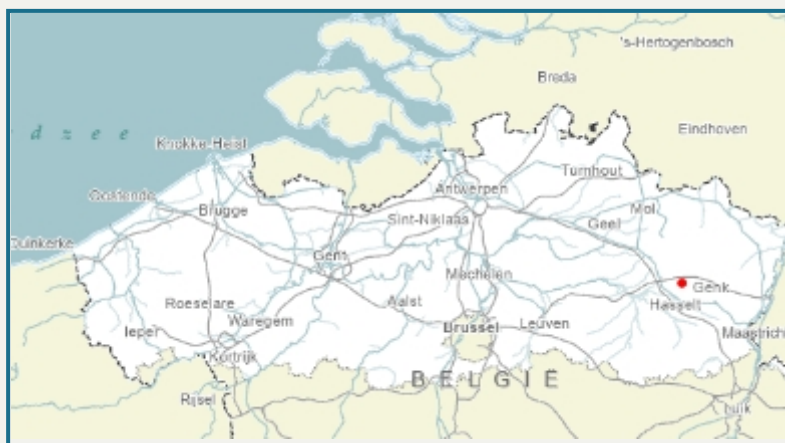 's-Hertogenbosch
Breda
d z e e
Eindhoven
Knokke-Heist
Turnhout
Antwerpen
Oostende
Mol
Brugge
Sint-Niklaas
Geel
Duinkerke
Gent
Mechelen
Genk
Roeselare
Aalst
Hasselt
Waregem
Ieper
Brussel
Leuven
Maastrich
Kortrijk
BELGIË
Rijsel
Luik